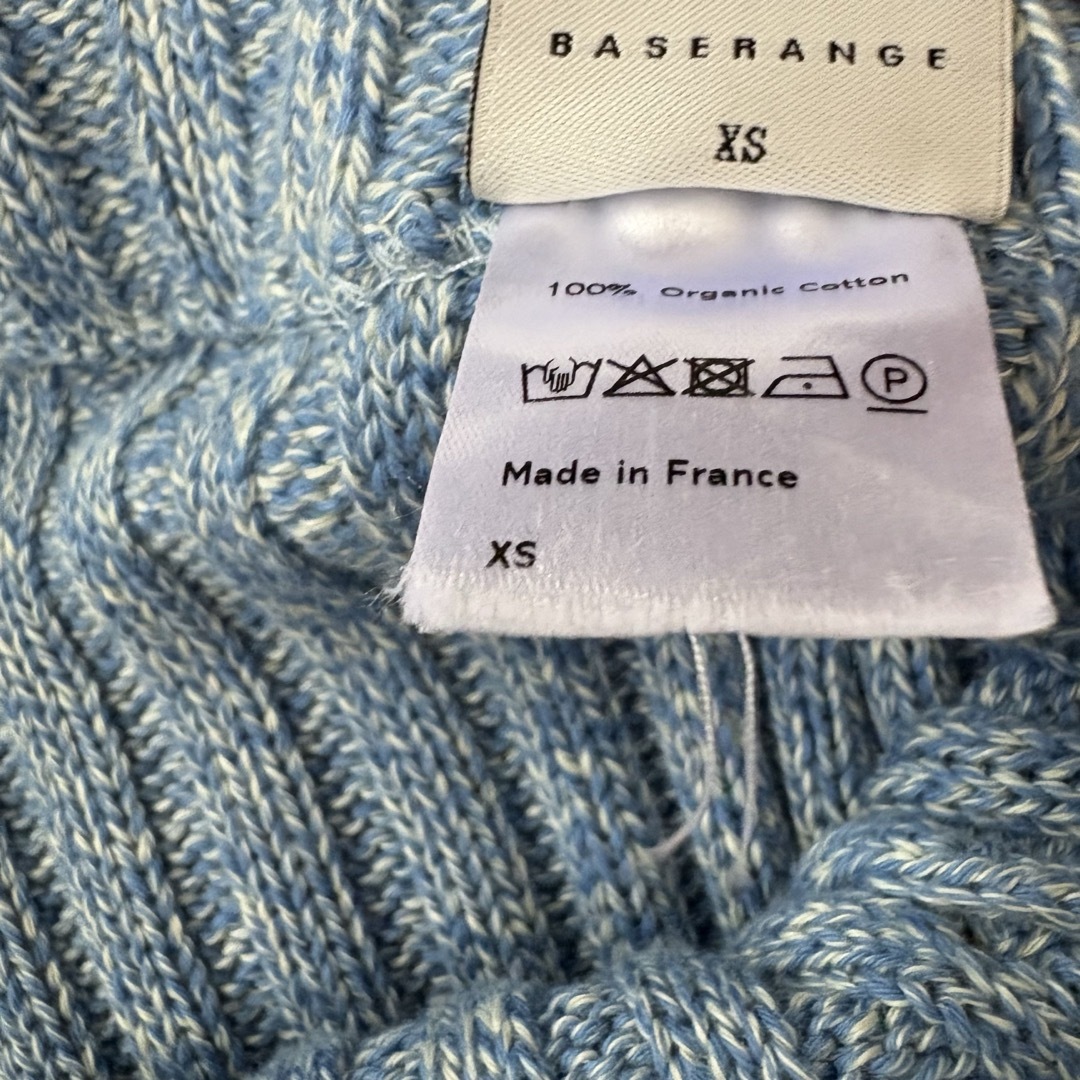 BASERANGE
XS
100% Organic Cotton
P
Made in France
XS